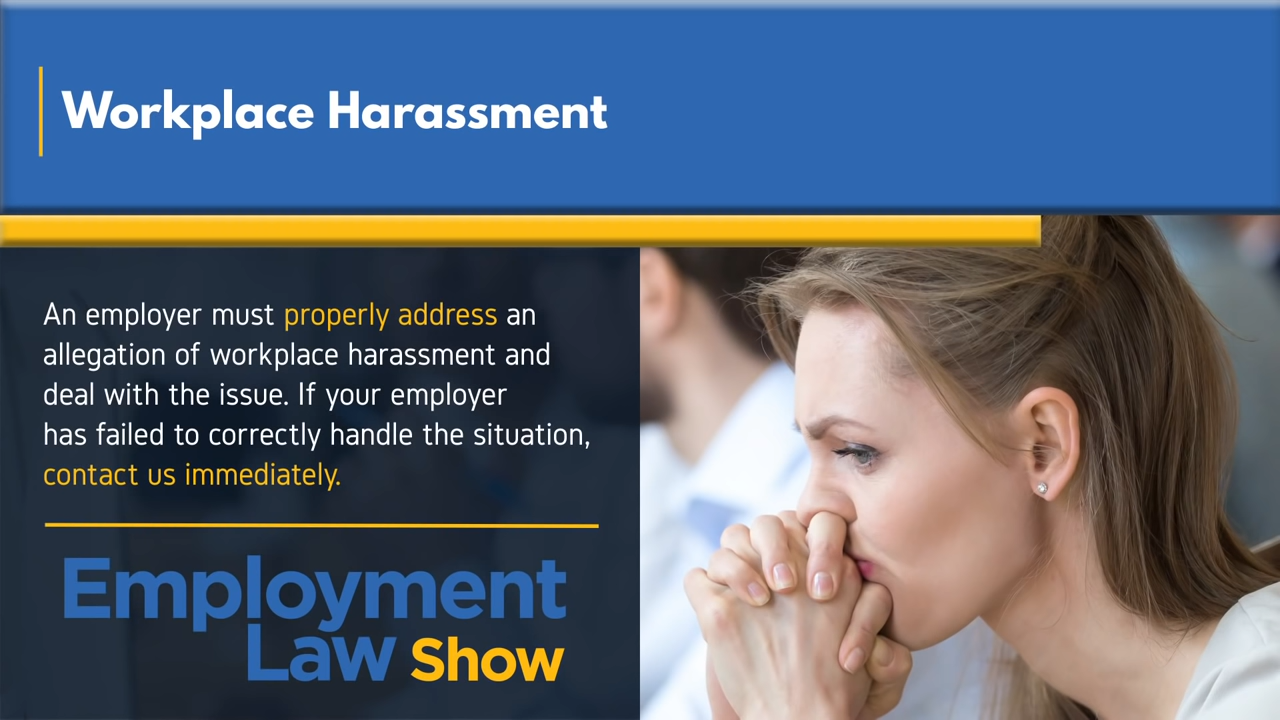 Workplace Harassment
An employer must properly address an
allegation of workplace harassment and
deal with the issue. If your employer
has failed to correctly handle the situation,
contact us immediately.
Employment
Law Show